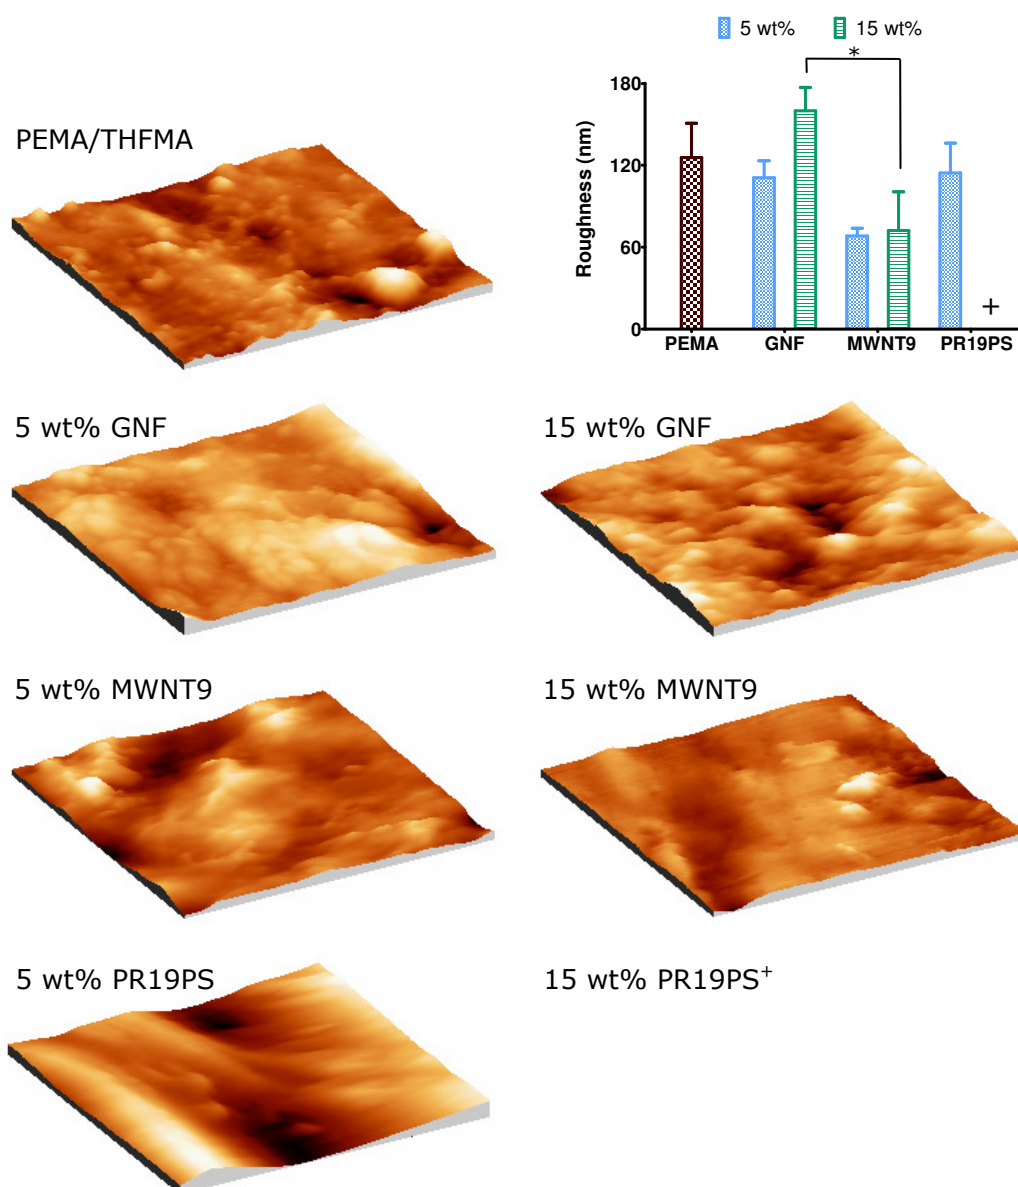 5 wt% 15 wt%
*
180
120
60
0
Roughness (nm)
+
PEMA GNF MWNT9 PR19PS
PEMA/THFMA
5 wt% GNF 15 wt% GNF
5 wt% MWNT9 15 wt% MWNT9
5 wt% PR19PS 15 wt% PR19PS⁺